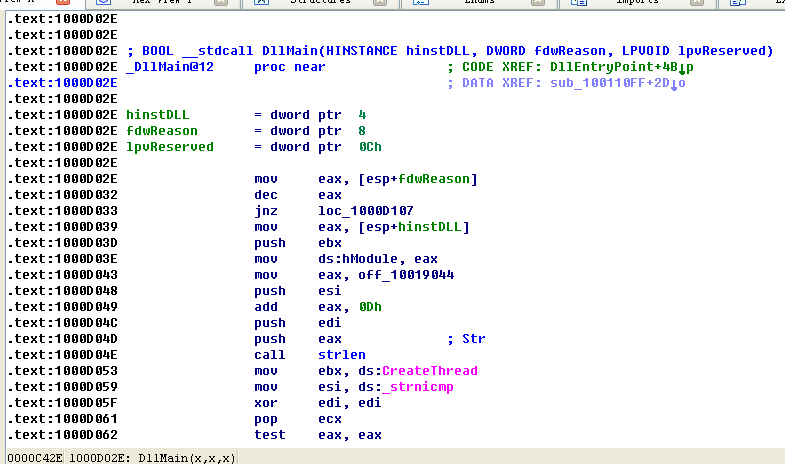 Hex View 1 Structures Enums Imports
.text:1000D02E
.text:1000D02E
.text:1000D02E ; BOOL __stdcall DllMain(HINSTANCE hinstDLL, DWORD fdwReason, LPVOID lpvReserved)
.text:1000D02E _DllMain@12 proc near ; CODE XREF: DllEntryPoint+4B↓p
.text:1000D02E ; DATA XREF: sub_100110FF+2D↓o
.text:1000D02E
.text:1000D02E hinstDLL = dword ptr 4
.text:1000D02E fdwReason = dword ptr 8
.text:1000D02E lpvReserved = dword ptr 0Ch
.text:1000D02E
.text:1000D02E mov eax, [esp+fdwReason]
.text:1000D032 dec eax
.text:1000D033 jnz loc_1000D107
.text:1000D039 mov eax, [esp+hinstDLL]
.text:1000D03D push ebx
.text:1000D03E mov ds:hModule, eax
.text:1000D043 mov eax, off_10019044
.text:1000D048 push esi
.text:1000D049 add eax, 0Dh
.text:1000D04C push edi
.text:1000D04D push eax ; Str
.text:1000D04E call strlen
.text:1000D053 mov ebx, ds:CreateThread
.text:1000D059 mov esi, ds:_strnicmp
.text:1000D05F xor edi, edi
.text:1000D061 pop ecx
.text:1000D062 test eax, eax
0000C42E 1000D02E: DllMain(x,x,x)